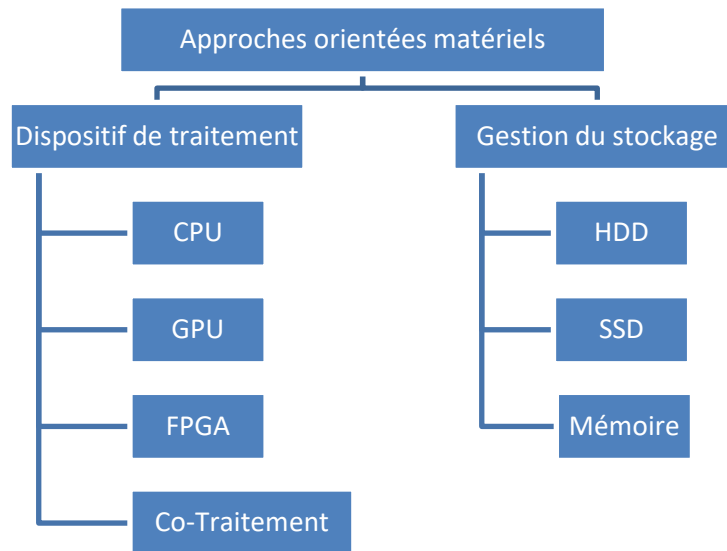 Approches orientées matériels
Dispositif de traitement
Gestion du stockage
CPU
HDD
GPU
SSD
FPGA
Mémoire
Co-Traitement